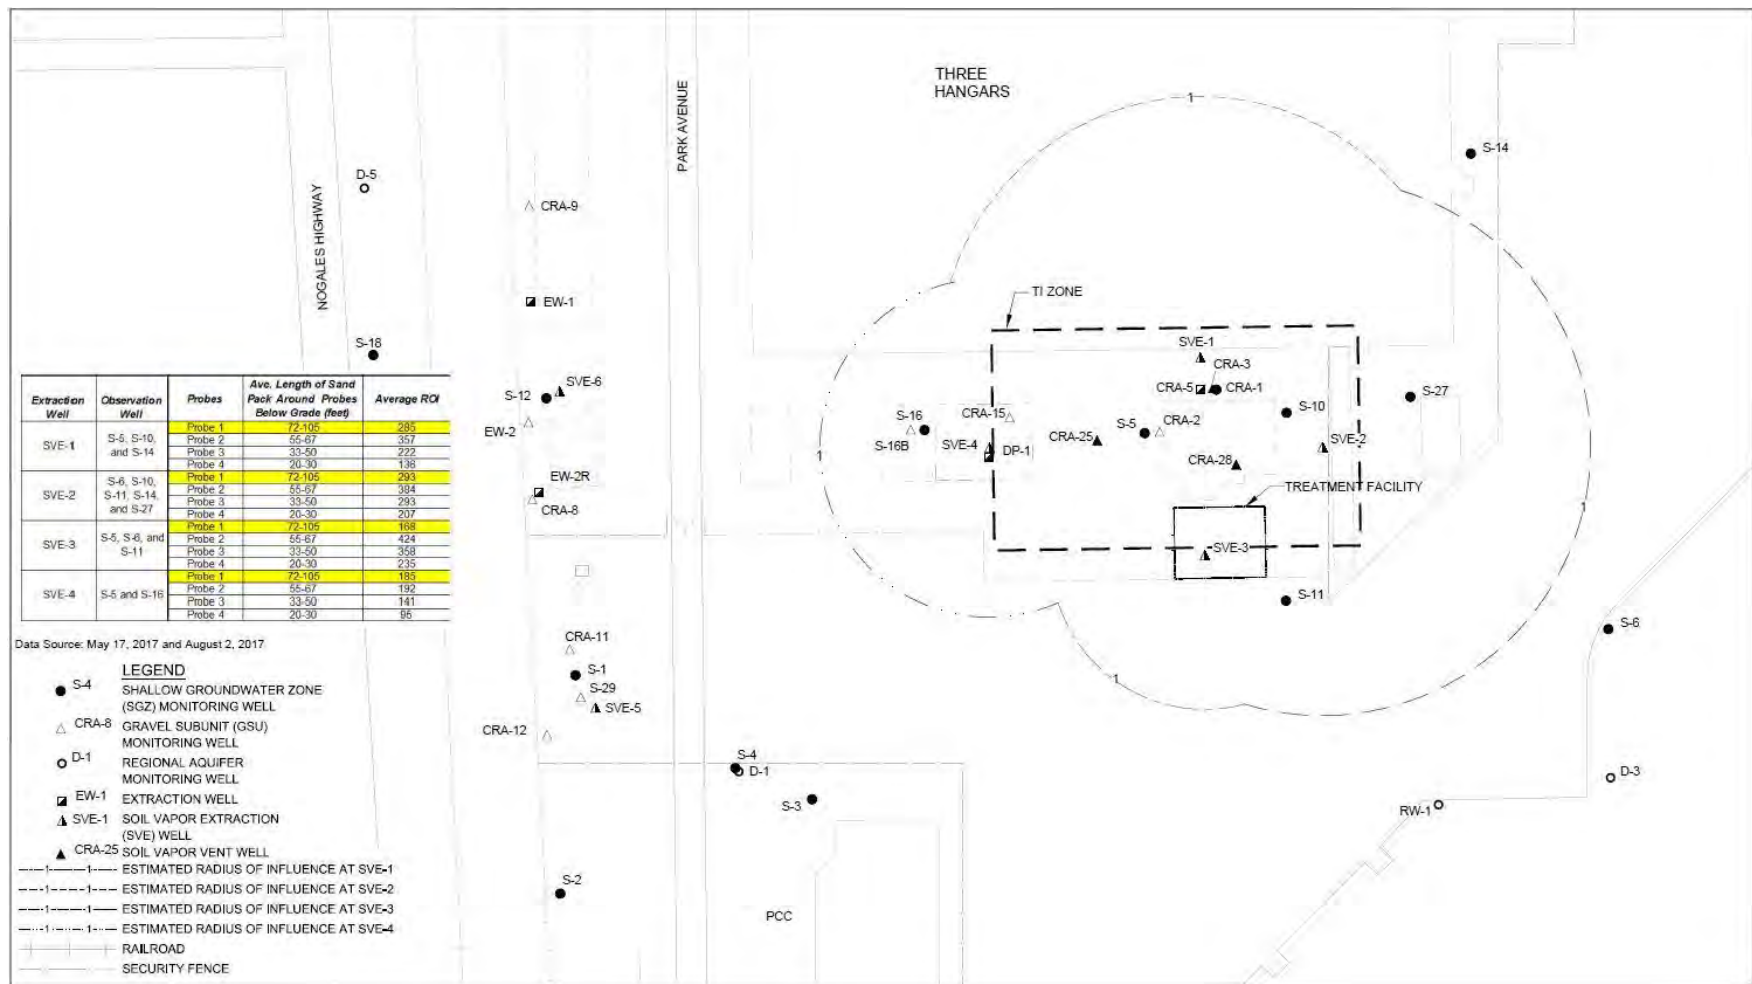 THREE
HANGARS
1
S-14
PARK AVENUE
D-5
NOGALES HIGHWAY
CRA-9
TI ZONE
EW-1
S-18
SVE-1
CRA-3
SVE-6
CRA-5
CRA-1
S-12
S-27
S-10
S-16
CRA-15
S-5
CRA-2
EW-2
S-16B
SVE-4
DP-1
CRA-25
SVE-2
1
CRA-28
EW-2R
TREATMENT FACILITY
CRA-8
1
SVE-3
S-11
S-6
CRA-11
S-1
1
S-29
SVE-5
CRA-12
S-4
D-1
D-3
S-3
RW-1
S-2
PCC
Extraction Well Observation Well Probes Ave. Length of Sand Pack Around Probes Below Grade (feet) Average ROI
SVE-1 S-5, S-10, and S-14 Probe 1 72-105 285
Probe 2 55-67 357
Probe 3 33-50 222
Probe 4 20-30 136
SVE-2 S-6, S-10, S-11, S-14, and S-27 Probe 1 72-105 293
Probe 2 55-67 384
Probe 3 33-50 293
Probe 4 20-30 207
SVE-3 S-5, S-6, and S-11 Probe 1 72-105 168
Probe 2 55-67 424
Probe 3 33-50 358
Probe 4 20-30 235
SVE-4 S-5 and S-16 Probe 1 72-105 185
Probe 2 55-67 192
Probe 3 33-50 141
Probe 4 20-30 95
Data Source: May 17, 2017 and August 2, 2017
LEGEND
S-4 SHALLOW GROUNDWATER ZONE
(SGZ) MONITORING WELL
CRA-8 GRAVEL SUBUNIT (GSU)
MONITORING WELL
D-1 REGIONAL AQUIFER
MONITORING WELL
EW-1 EXTRACTION WELL
SVE-1 SOIL VAPOR EXTRACTION
(SVE) WELL
CRA-25 SOIL VAPOR VENT WELL
1 1 ESTIMATED RADIUS OF INFLUENCE AT SVE-1
1 1 ESTIMATED RADIUS OF INFLUENCE AT SVE-2
1 1 ESTIMATED RADIUS OF INFLUENCE AT SVE-3
1 1 ESTIMATED RADIUS OF INFLUENCE AT SVE-4
RAILROAD
SECURITY FENCE